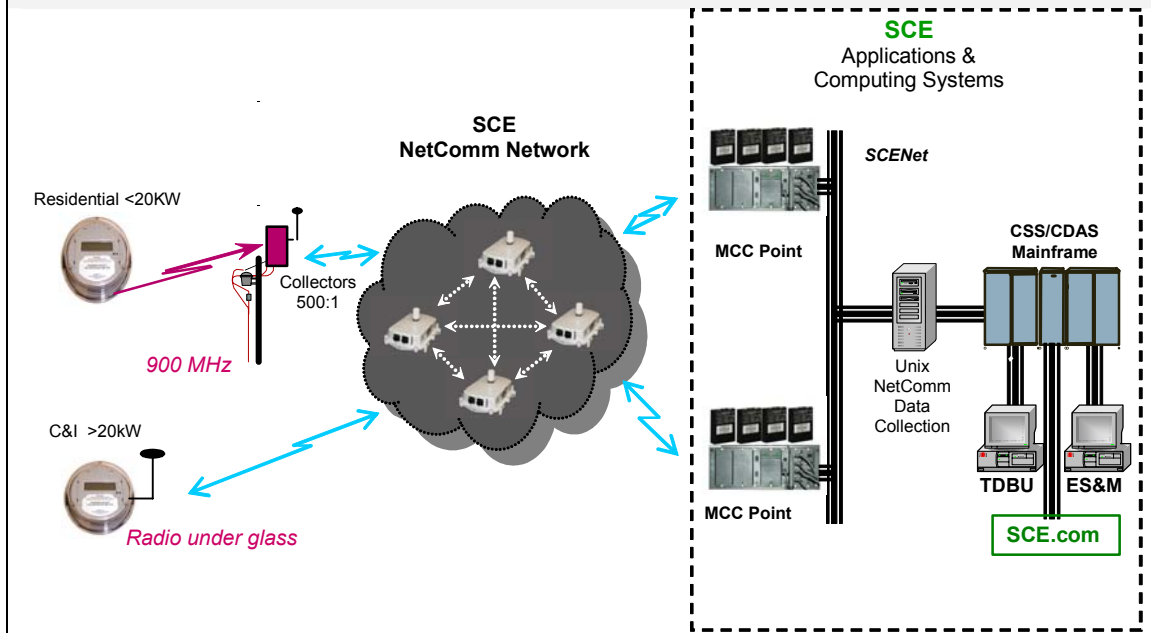 SCE
Applications &
Computing Systems
SCE
NetComm Network
SCENet
Residential <20KW
CSS/CDAS
Mainframe
MCC Point
Collectors
500:1
900 MHz
Unix
NetComm
Data
Collection
C&I  >20kW
TDBU
ES&M
MCC Point
Radio under glass
SCE.com